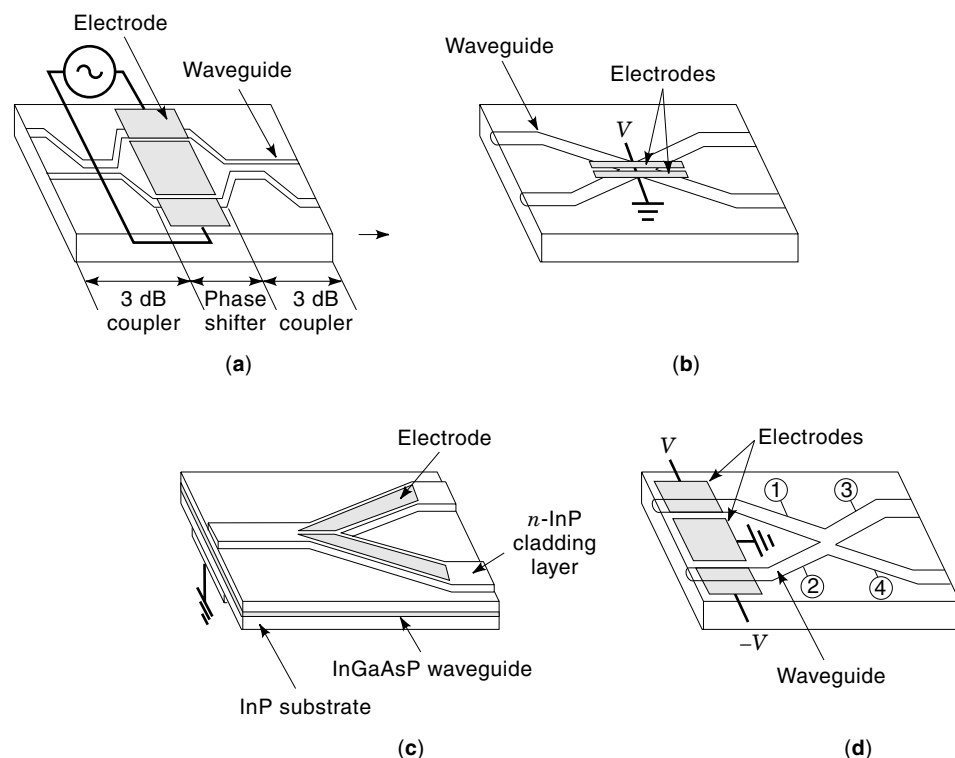 Electrode
Waveguide
3 dB
coupler
Phase
shifter
3 dB
coupler
(a)
Waveguide
Electrodes
V
(b)
Electrode
n-InP
cladding
layer
InGaAsP waveguide
InP substrate
(c)
V
Electrodes
1
3
2
4
–V
Waveguide
(d)